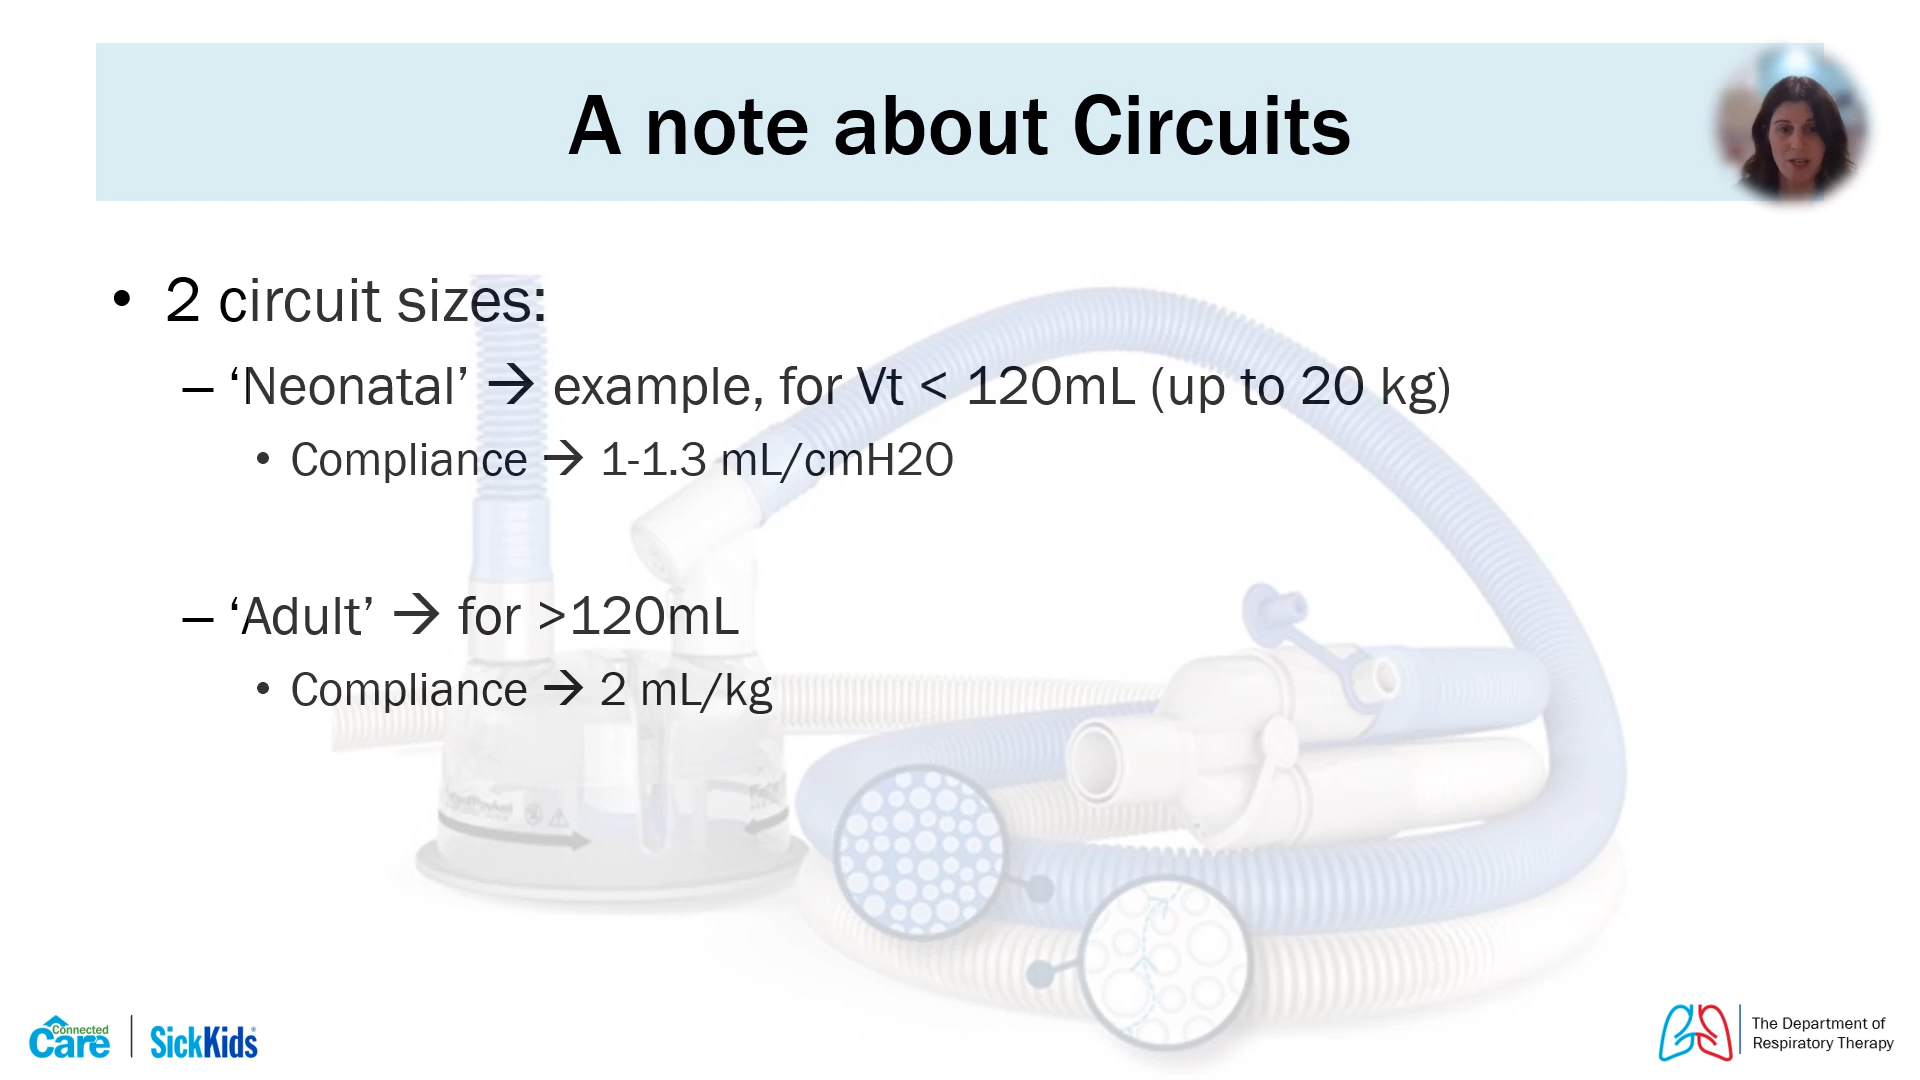 A note about Circuits
• 2 circuit sizes:
– ‘Neonatal’ → example, for Vt < 120mL (up to 20 kg)
• Compliance → 1-1.3 mL/cmH2O
– ‘Adult’ → for >120mL
• Compliance → 2 mL/kg
Connected
Care
SickKids
The Department of
Respiratory Therapy